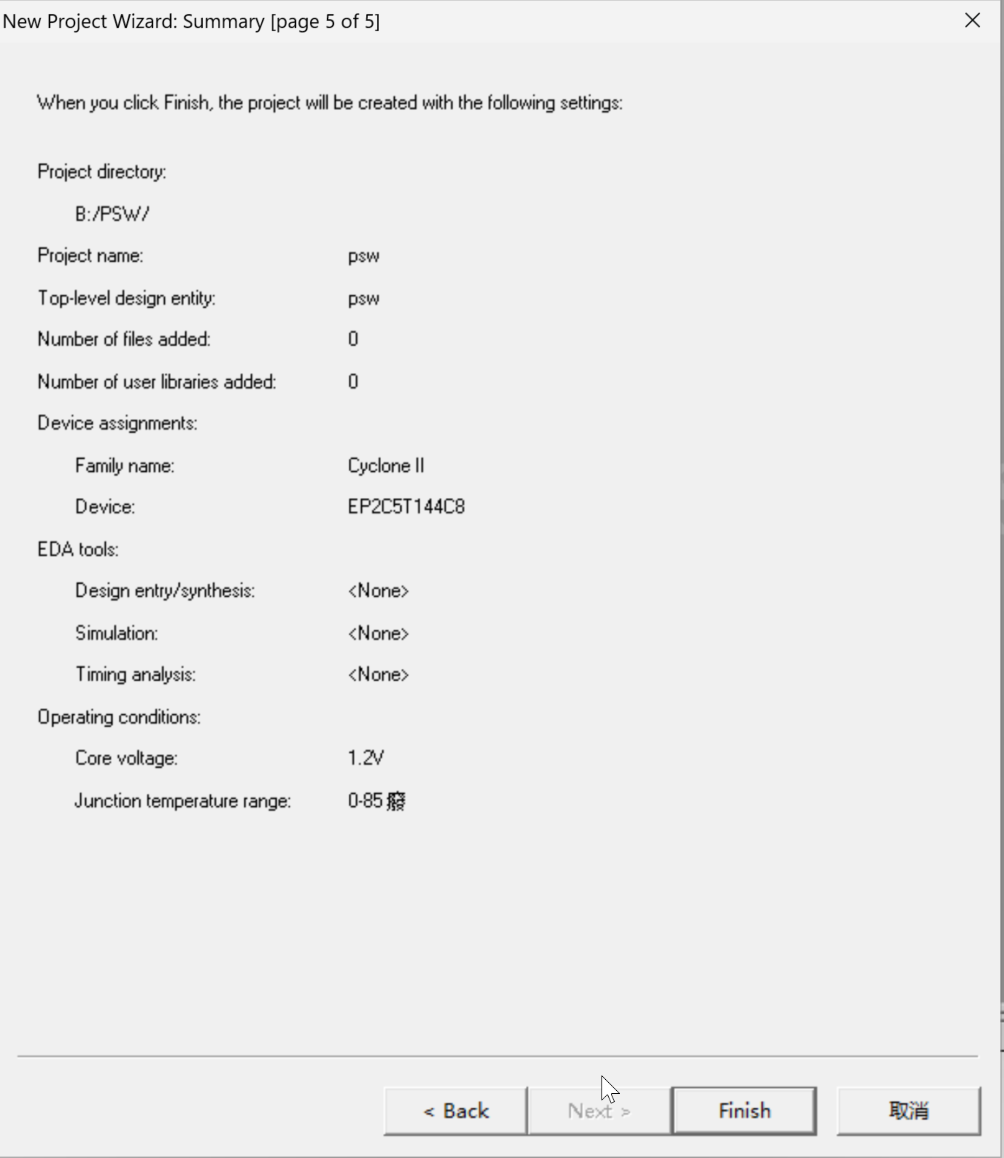 New Project Wizard: Summary [page 5 of 5]
When you click Finish, the project will be created with the following settings:
Project directory:
B:/PSW/
Project name: psw
Top-level design entity: psw
Number of files added: 0
Number of user libraries added: 0
Device assignments:
Family name: Cyclone II
Device: EP2C5T144C8
EDA tools:
Design entry/synthesis: <None>
Simulation: <None>
Timing analysis: <None>
Operating conditions:
Core voltage: 1.2V
Junction temperature range: 0-85 癈
< Back Next > Finish 取消